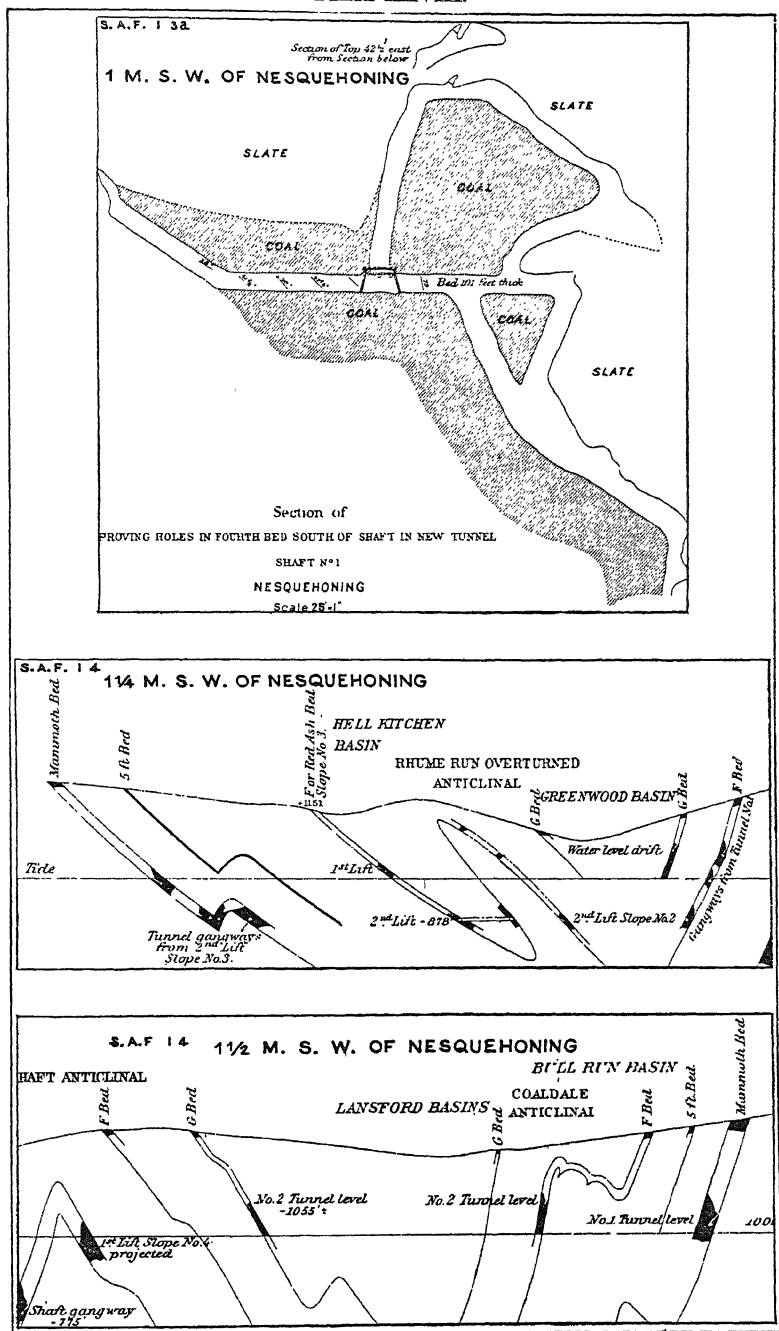 S.A.F. 1 3a
Section of Top 42½' east
from Section below
1 M. S. W. OF NESQUEHONING
SLATE
SLATE
COAL
COAL
Bed 101 feet thick
COAL
COAL
SLATE
Section of
PROVING HOLES IN FOURTH BED SOUTH OF SHAFT IN NEW TUNNEL
SHAFT Nº1
NESQUEHONING
Scale 25'-1"
S.A.F. 1 4
1¼ M. S. W. OF NESQUEHONING
Mammoth Bed
5 ft. Bed
For Red Ash Bed
Slope No 3.
1151
HELL KITCHEN
BASIN
RHUME RUN OVERTURNED
ANTICLINAL
G Bed
GREENWOOD BASIN
G Bed
F Bed
Water level drift
Tide
1st Lift
2nd Lift - 878
2nd Lift Slope No.2
Gangways from Tunnel
Tunnel gangways
from 2nd Lift
Slope No.3.
S.A.F 1 4
1½ M. S. W. OF NESQUEHONING
HAFT ANTICLINAL
F Bed
G Bed
LANSFORD BASINS
G Bed
BULL RUN BASIN
COALDALE
ANTICLINAL
F Bed
5 ft. Bed
Mammoth Bed
No.2 Tunnel level
-1055't
No.2 Tunnel level
No.1 Tunnel level
1st Lift Slope No.4
projected
Shaft gangway
-775'